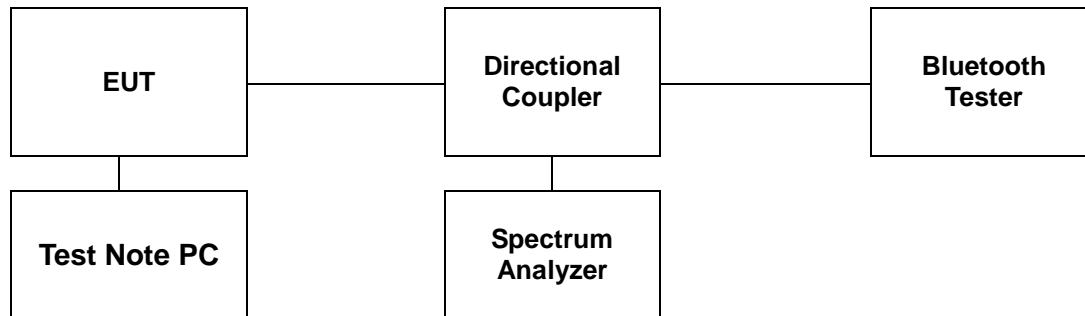 EUT
Directional
Coupler
Bluetooth
Tester
Test Note PC
Spectrum
Analyzer